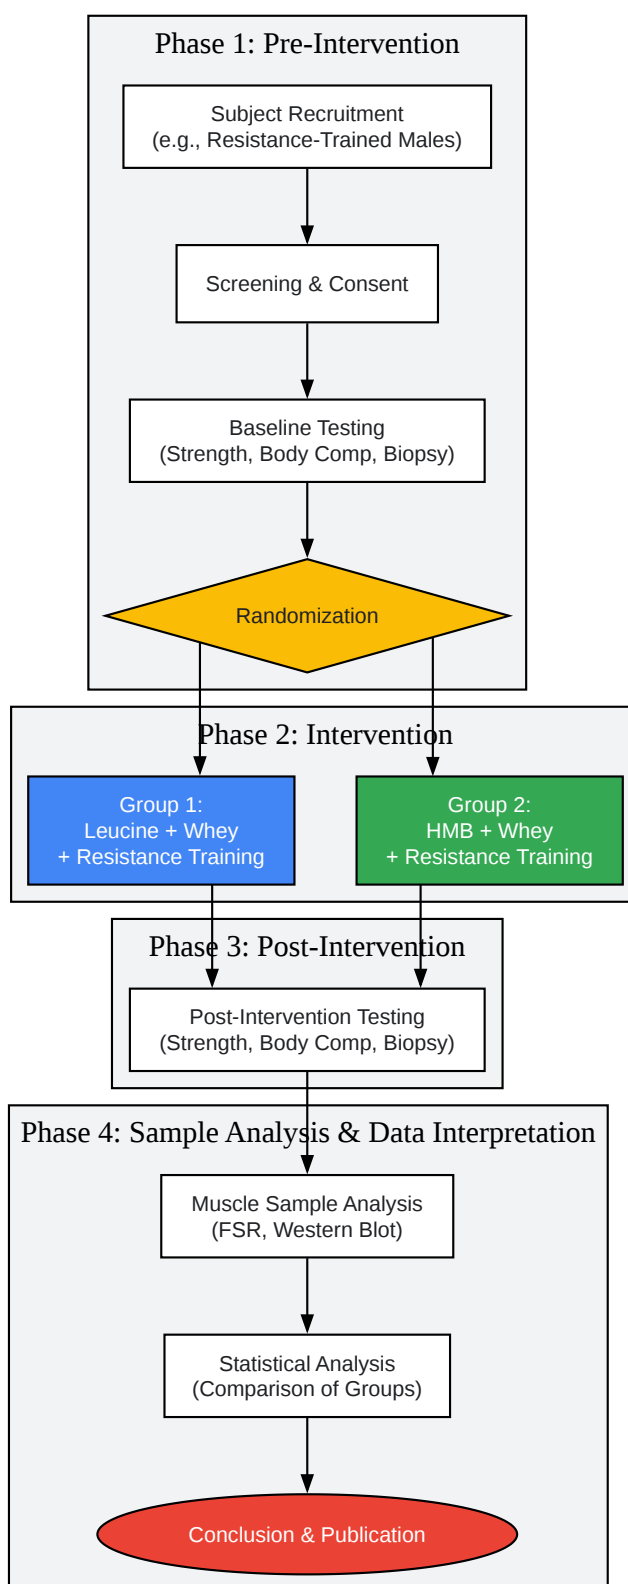 Phase 1: Pre-Intervention
Subject Recruitment
(e.g., Resistance-Trained Males)
Screening & Consent
Baseline Testing
(Strength, Body Comp, Biopsy)
Randomization
Phase 2: Intervention
Group 1:
Leucine + Whey
+ Resistance Training
Group 2:
HMB + Whey
+ Resistance Training
Phase 3: Post-Intervention
Post-Intervention Testing
(Strength, Body Comp, Biopsy)
Phase 4: Sample Analysis & Data Interpretation
Muscle Sample Analysis
(FSR, Western Blot)
Statistical Analysis
(Comparison of Groups)
Conclusion & Publication